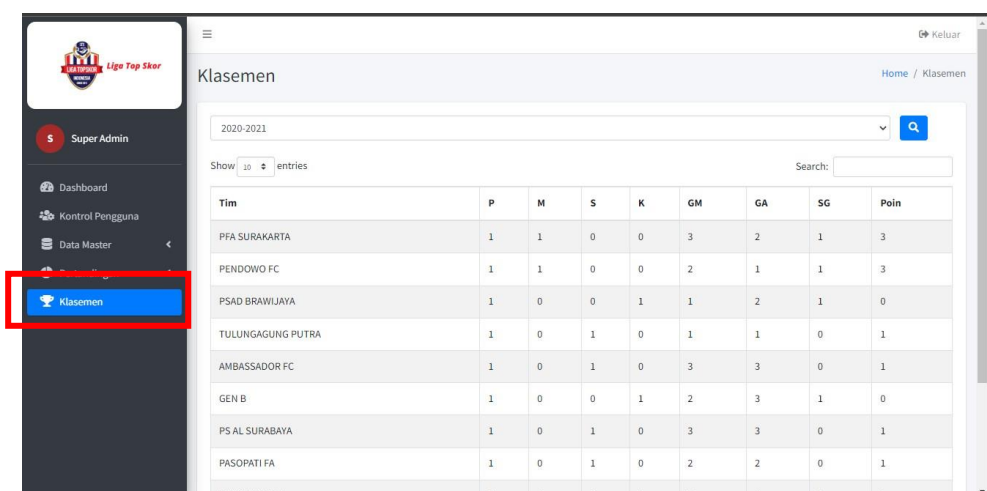 LIGA TOPSKOR
INDONESIA
Liga Top Skor
Keluar
Klasemen
Home / Klasemen
S Super Admin
2020-2021
Show 10 entries
Search:
Dashboard
Kontrol Pengguna
Data Master
Klasemen
Tim P M S K GM GA SG Poin
PFA SURAKARTA 1 1 0 0 3 2 1 3
PENDOWO FC 1 1 0 0 2 1 1 3
PSAD BRAWIJAYA 1 0 0 1 1 2 1 0
TULUNGAGUNG PUTRA 1 0 1 0 1 1 0 1
AMBASSADOR FC 1 0 1 0 3 3 0 1
GEN B 1 0 0 1 2 3 1 0
PS AL SURABAYA 1 0 1 0 3 3 0 1
PASOPATI FA 1 0 1 0 2 2 0 1